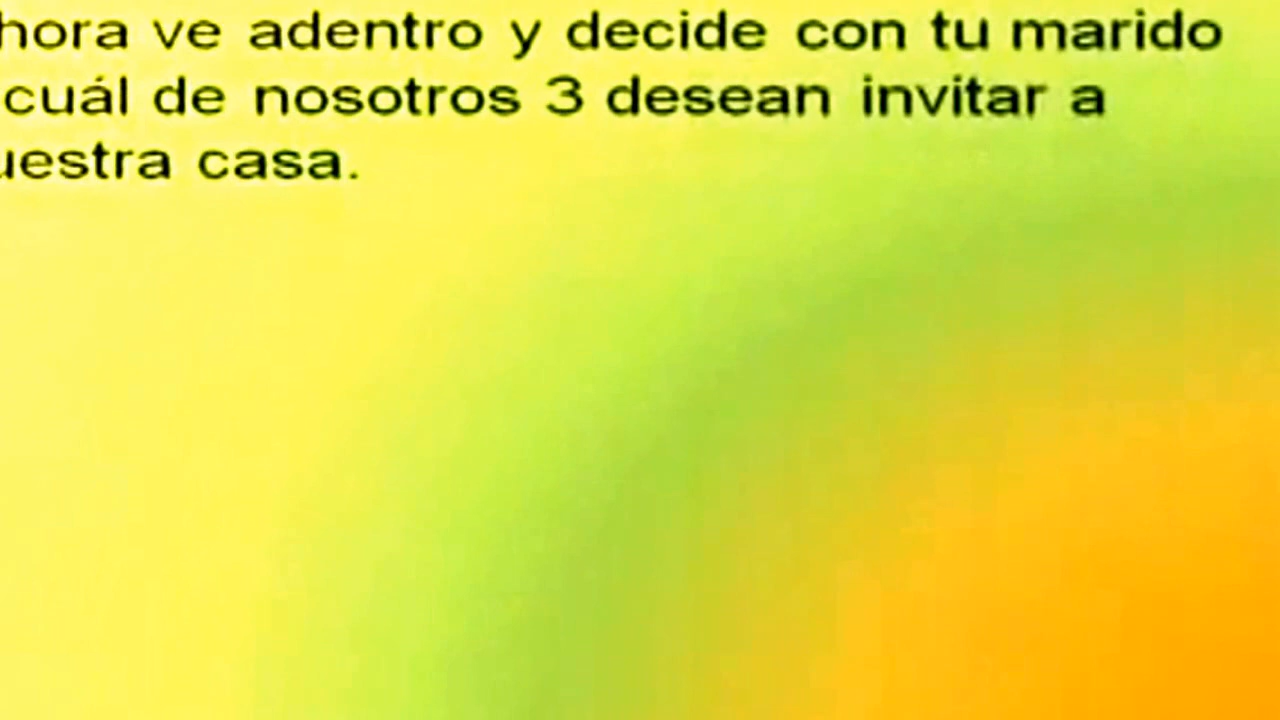 hora ve adentro y decide con tu marido
cuál de nosotros 3 desean invitar a
uestra casa.